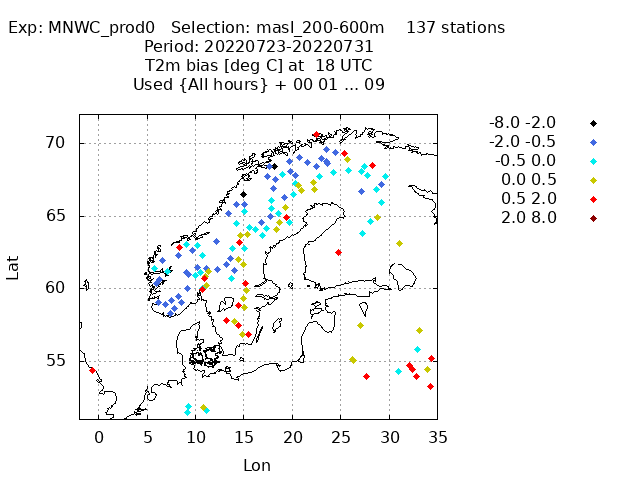 Exp: MNWC_prod0 Selection: masl_200-600m 137 stations
Period: 20220723-20220731
T2m bias [deg C] at 18 UTC
Used {All hours} + 00 01 ... 09
-8.0 -2.0
-2.0 -0.5
-0.5 0.0
0.0 0.5
0.5 2.0
2.0 8.0
Lat
70
65
60
55
0 5 10 15 20 25 30 35
Lon